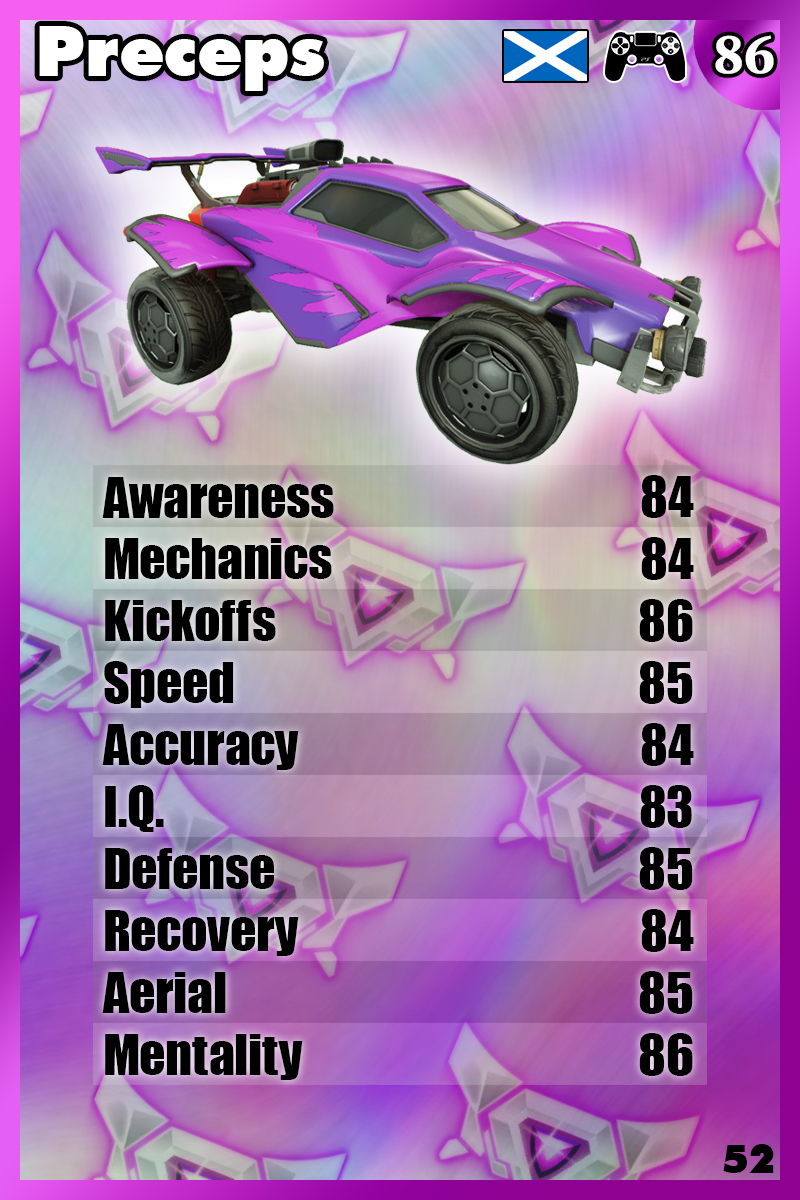 Preceps 86
Awareness 84
Mechanics 84
Kickoffs 86
Speed 85
Accuracy 84
I.Q. 83
Defense 85
Recovery 84
Aerial 85
Mentality 86
52